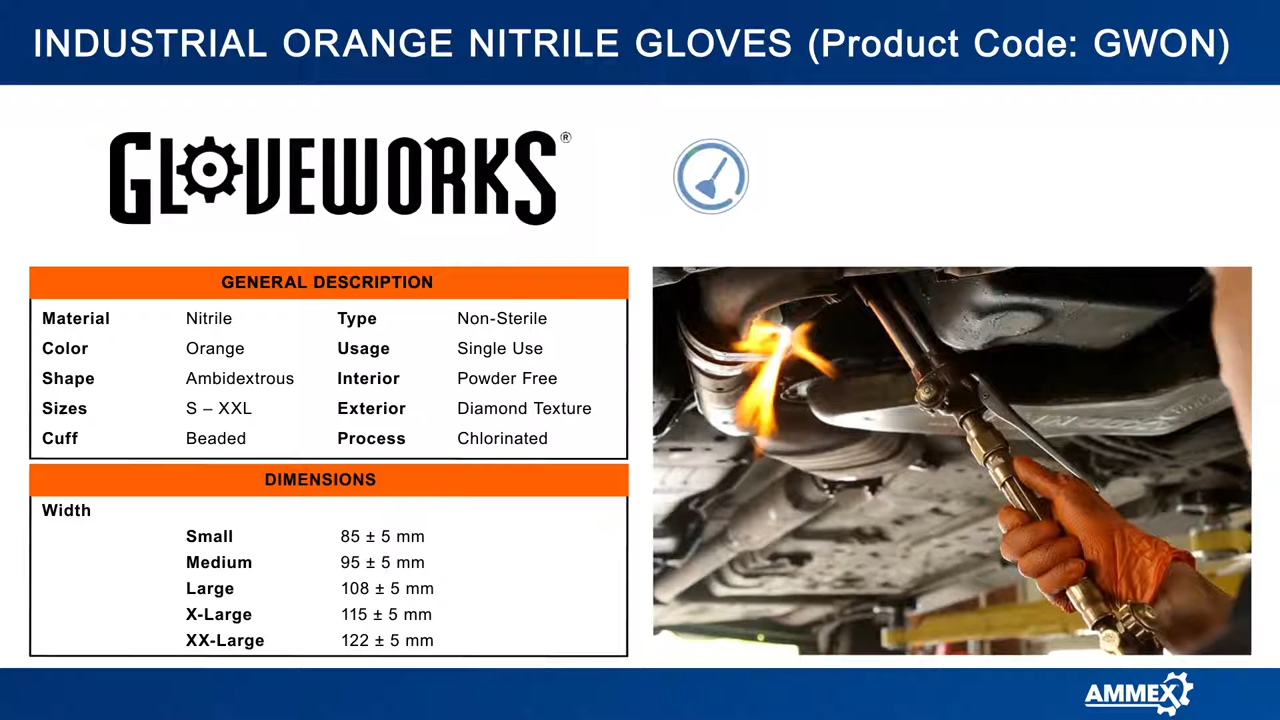 INDUSTRIAL ORANGE NITRILE GLOVES (Product Code: GWON)
GLOVEWORKS®
GENERAL DESCRIPTION
Material Nitrile Type Non-Sterile
Color Orange Usage Single Use
Shape Ambidextrous Interior Powder Free
Sizes S – XXL Exterior Diamond Texture
Cuff Beaded Process Chlorinated
DIMENSIONS
Width
Small 85 ± 5 mm
Medium 95 ± 5 mm
Large 108 ± 5 mm
X-Large 115 ± 5 mm
XX-Large 122 ± 5 mm
AMMEX